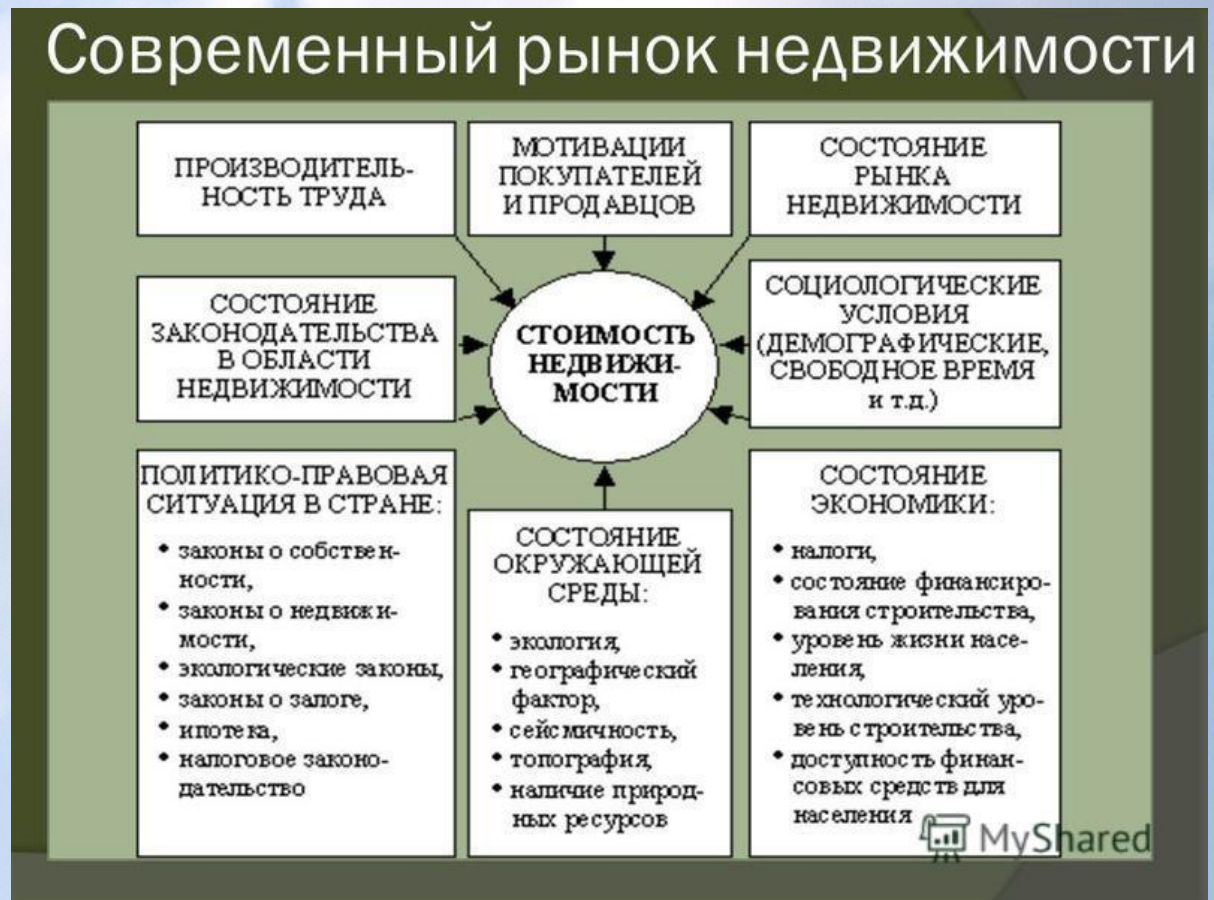 Современный рынок недвижимости
ПРОИЗВОДИТЕЛЬ-
НОСТЬ ТРУДА
МОТИВАЦИИ
ПОКУПАТЕЛЕЙ
И ПРОДАВЦОВ
СОСТОЯНИЕ
РЫНКА
НЕДВИЖИМОСТИ
СОСТОЯНИЕ
ЗАКОНОДАТЕЛЬСТВА
В ОБЛАСТИ
НЕДВИЖИМОСТИ
СТОИМОСТЬ
НЕДВИЖИ-
МОСТИ
СОЦИОЛОГИЧЕСКИЕ
УСЛОВИЯ
(ДЕМОГРАФИЧЕСКИЕ,
СВОБОДНОЕ ВРЕМЯ
и т.д.)
ПОЛИТИКО-ПРАВОВАЯ
СИТУАЦИЯ В СТРАНЕ:
• законы о собствен-
ности,
• законы о недвижи-
мости,
• экологические законы,
• законы о залоге,
• ипотека,
• налоговое законо-
дательство
СОСТОЯНИЕ
ОКРУЖАЮЩЕЙ
СРЕДЫ:
• экология,
• географический
фактор,
• сейсмичность,
• топография,
• наличие природ-
ных ресурсов
СОСТОЯНИЕ
ЭКОНОМИКИ:
• налоги,
• состояние финансиро-
вания строительства,
• уровень жизни насе-
ления,
• технологический уро-
вень строительства,
• доступность финан-
совых средств для
населения
MyShared